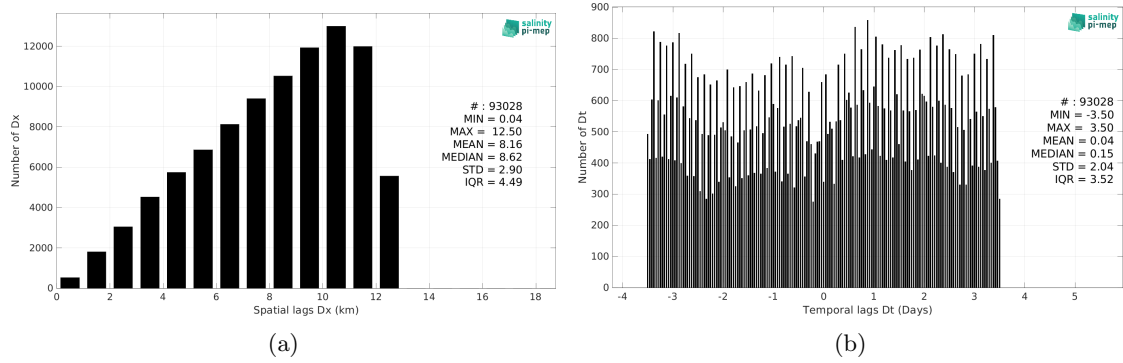 salinity
pi-mep
Number of Dx
12000
10000
8000
6000
4000
2000
0
# : 93028
MIN = 0.04
MAX = 12.50
MEAN = 8.16
MEDIAN = 8.62
STD = 2.90
IQR = 4.49
0 2 4 6 8 10 12 14 16 18
Spatial lags Dx (km)
(a)
salinity
pi-mep
Number of Dt
900
800
700
600
500
400
300
200
100
0
# : 93028
MIN = -3.50
MAX = 3.50
MEAN = 0.04
MEDIAN = 0.15
STD = 2.04
IQR = 3.52
-4 -3 -2 -1 0 1 2 3 4 5
Temporal lags Dt (Days)
(b)